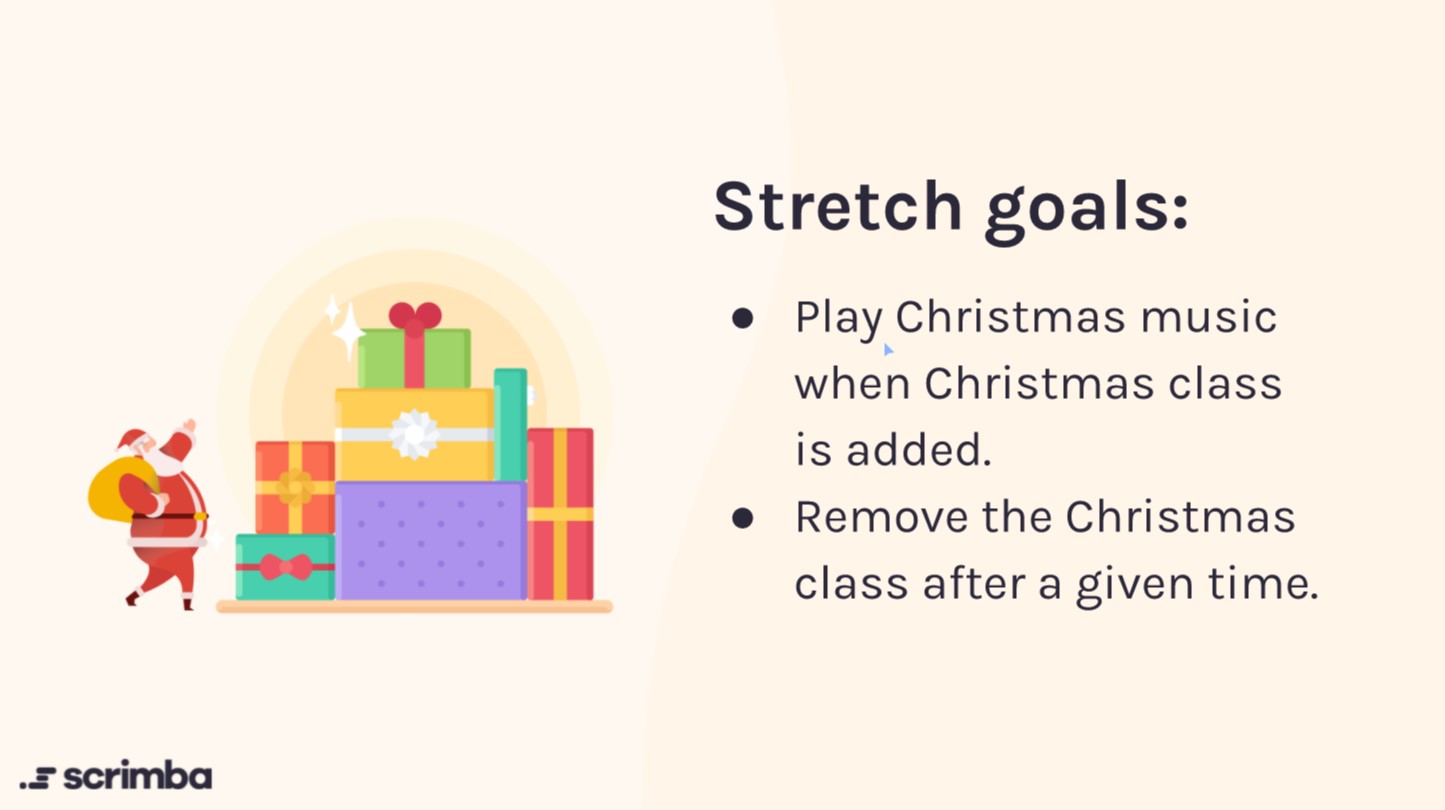 Stretch goals:
● Play Christmas music
when Christmas class
is added.
● Remove the Christmas
class after a given time.
scrimba